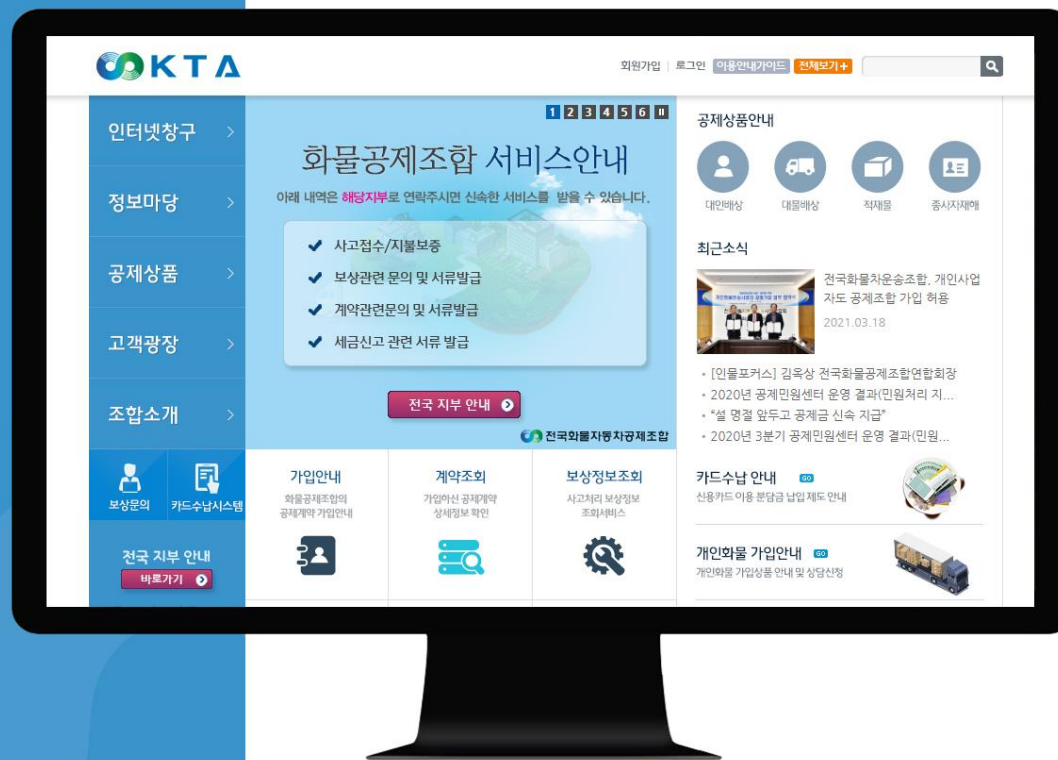 KTA
회원가입 | 로그인 이용안내가이드 전체보기+
인터넷창구
정보마당
공제상품
고객광장
조합소개
보상문의 카드수납시스템
전국 지부 안내
바로가기
1 2 3 4 5 6
화물공제조합 서비스안내
아래 내역은 해당지부로 연락주시면 신속한 서비스를 받을 수 있습니다.
사고접수/지불보증
보상관련 문의 및 서류발급
계약관련문의 및 서류발급
세금신고 관련 서류 발급
전국 지부 안내
전국화물자동차공제조합
가입안내
화물공제조합의
공제계약 가입안내
계약조회
가입하신 공제계약
상세정보 확인
보상정보조회
사고처리 보상정보
조회서비스
공제상품안내
대인배상 대물배상 적재물 종사자재해
최근소식
전국화물차운송조합, 개인사업
자도 공제조합 가입 허용
2021.03.18
• [인물포커스] 김옥상 전국화물공제조합연합회장
• 2020년 공제민원센터 운영 결과(민원처리 지...
• “설 명절 앞두고 공제금 신속 지급”
• 2020년 3분기 공제민원센터 운영 결과(민원...
카드수납 안내 GO
신용카드 이용 분담금 납입 제도 안내
개인화물 가입안내 GO
개인화물 가입상품 안내 및 상담신청